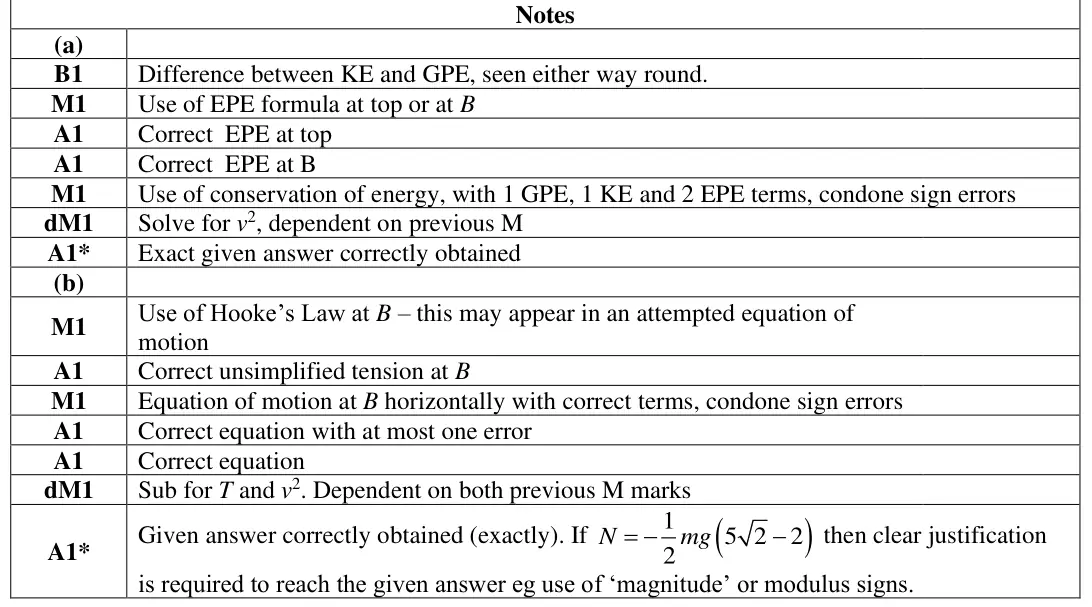 Notes
(a)
B1 Difference between KE and GPE, seen either way round.
M1 Use of EPE formula at top or at B
A1 Correct  EPE at top
A1 Correct  EPE at B
M1 Use of conservation of energy, with 1 GPE, 1 KE and 2 EPE terms, condone sign errors
dM1 Solve for v², dependent on previous M
A1* Exact given answer correctly obtained
(b)
M1 Use of Hooke’s Law at B – this may appear in an attempted equation of
motion
A1 Correct unsimplified tension at B
M1 Equation of motion at B horizontally with correct terms, condone sign errors
A1 Correct equation with at most one error
A1 Correct equation
dM1 Sub for T and v². Dependent on both previous M marks
A1* Given answer correctly obtained (exactly). If N = −1/2 mg(5√2 − 2) then clear justification
is required to reach the given answer eg use of ‘magnitude’ or modulus signs.